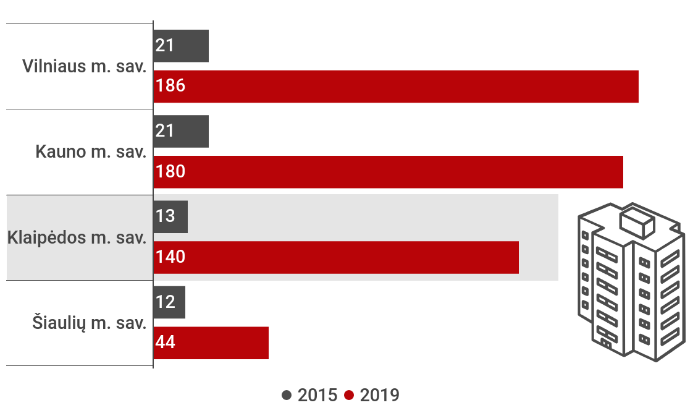 Vilniaus m. sav.
21
186
Kauno m. sav.
21
180
Klaipėdos m. sav.
13
140
Šiaulių m. sav.
12
44
2015 2019